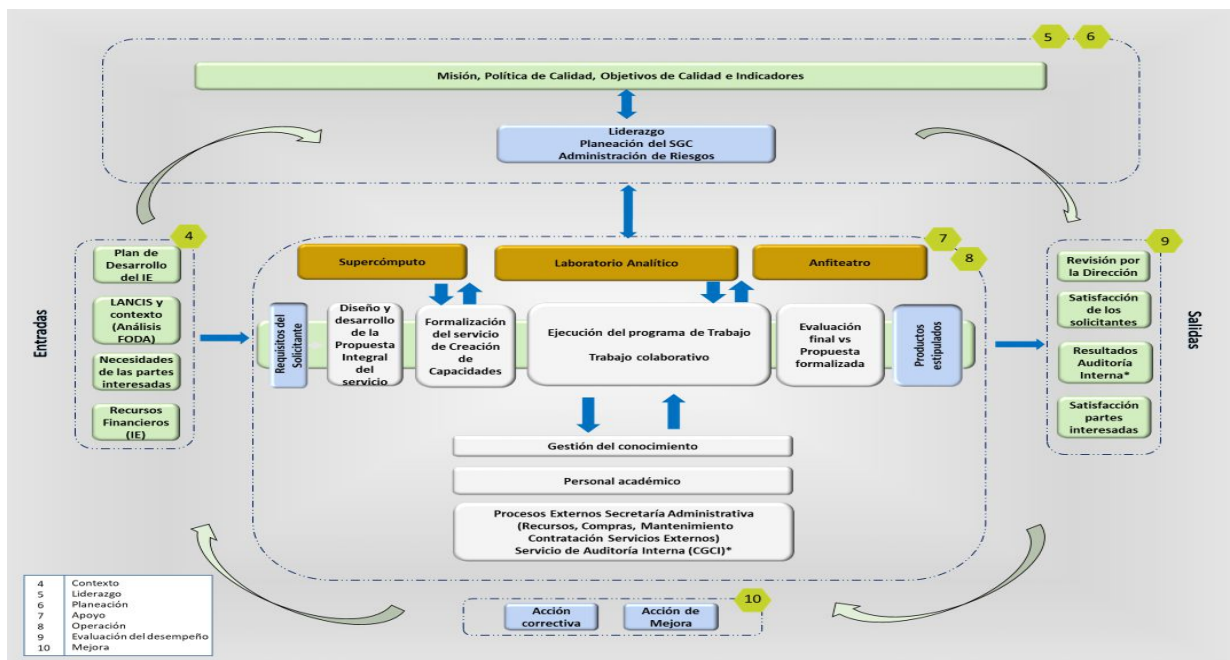 5
6
Misión, Política de Calidad, Objetivos de Calidad e Indicadores
Liderazgo
Planeación del SGC
Administración de Riesgos
Entradas
4
Plan de
Desarrollo
del IE
LANCIS y
contexto
(Análisis
FODA)
Necesidades
de las partes
interesadas
Recursos
Financieros
(IE)
7
8
Supercómputo
Laboratorio Analítico
Anfiteatro
Requisitos del
Solicitante
Diseño y
desarrollo
de la
Propuesta
Integral
del
servicio
Formalización
del servicio
de Creación
de
Capacidades
Ejecución del programa de Trabajo
Trabajo colaborativo
Evaluación
final vs
Propuesta
formalizada
Productos
estipulados
Gestión del conocimiento
Personal académico
Procesos Externos Secretaría Administrativa
(Recursos, Compras, Mantenimiento
Contratación Servicios Externos)
Servicio de Auditoría Interna (CGCI)*
9
Revisión por
la Dirección
Satisfacción
de los
solicitantes
Resultados
Auditoría
Interna*
Satisfacción
partes
interesadas
Salidas
10
Acción
correctiva
Acción de
Mejora
4 Contexto
5 Liderazgo
6 Planeación
7 Apoyo
8 Operación
9 Evaluación del desempeño
10 Mejora